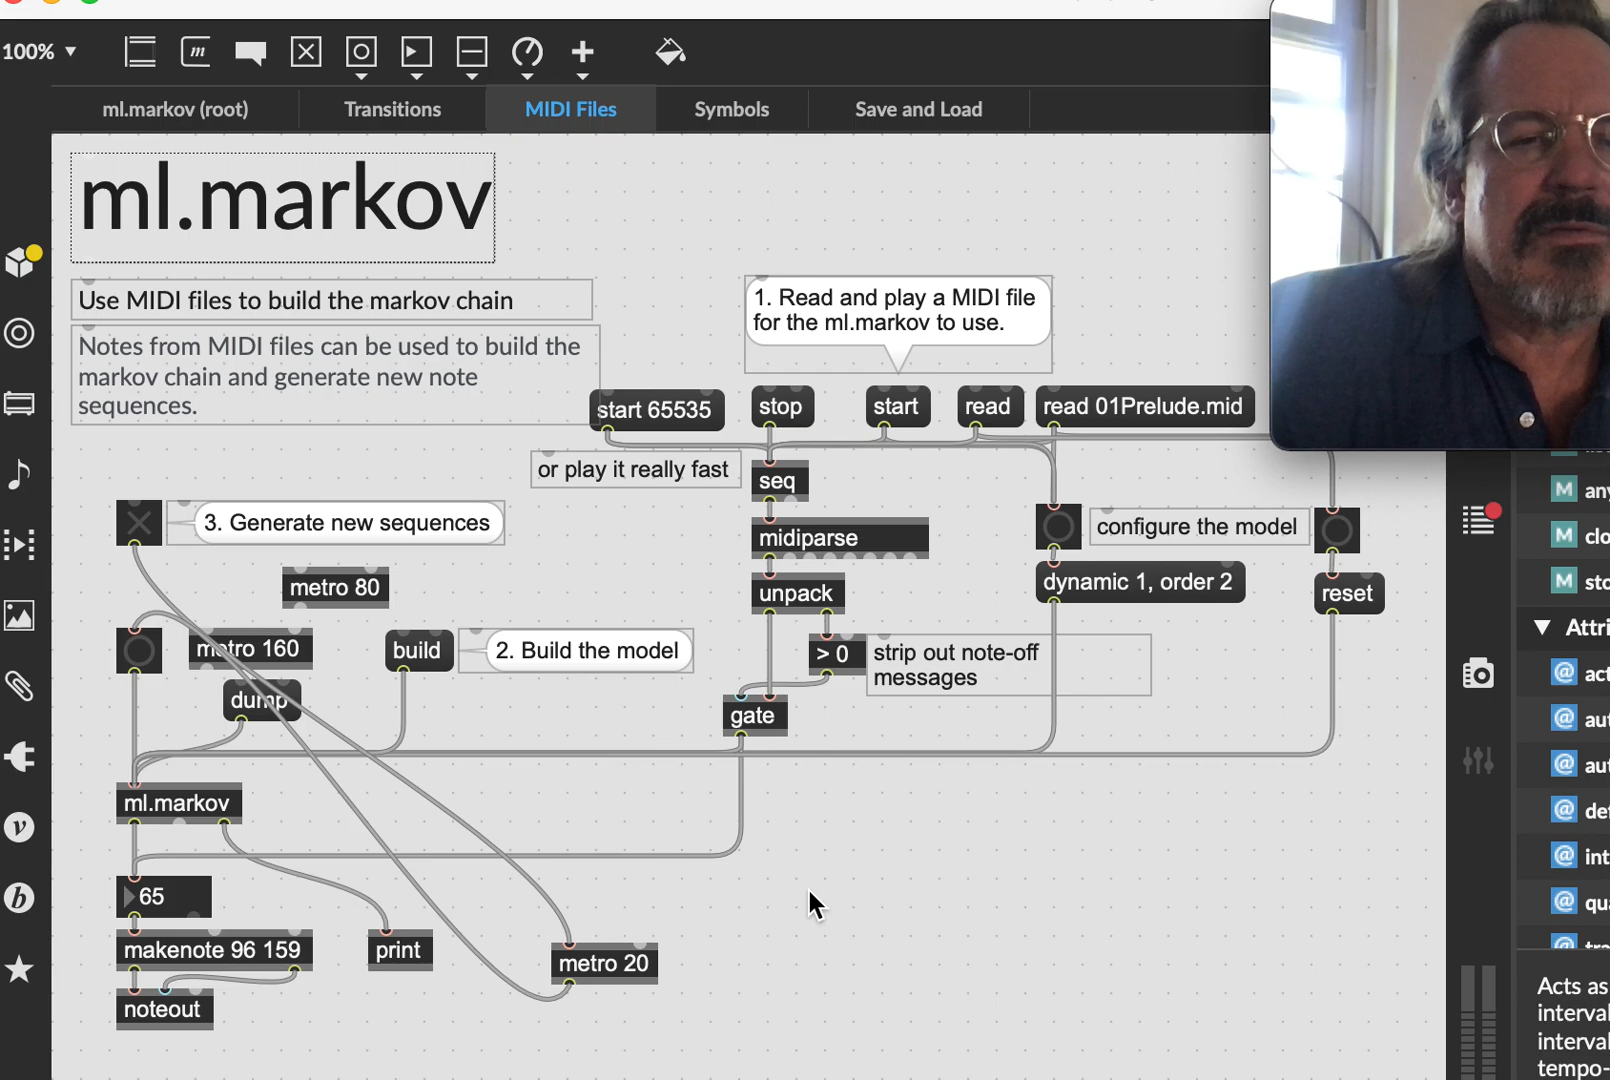 100%
ml.markov (root)
Transitions
MIDI Files
Symbols
Save and Load
ml.markov
Use MIDI files to build the markov chain
Notes from MIDI files can be used to build the
markov chain and generate new note
sequences.
1. Read and play a MIDI file
for the ml.markov to use.
start 65535
stop
start
read
read 01Prelude.mid
or play it really fast
seq
3. Generate new sequences
midiparse
configure the model
metro 80
unpack
dynamic 1, order 2
reset
metro 160
build
2. Build the model
> 0
strip out note-off
messages
dump
gate
ml.markov
65
makenote 96 159
print
metro 20
noteout
M
M
M
Acts as